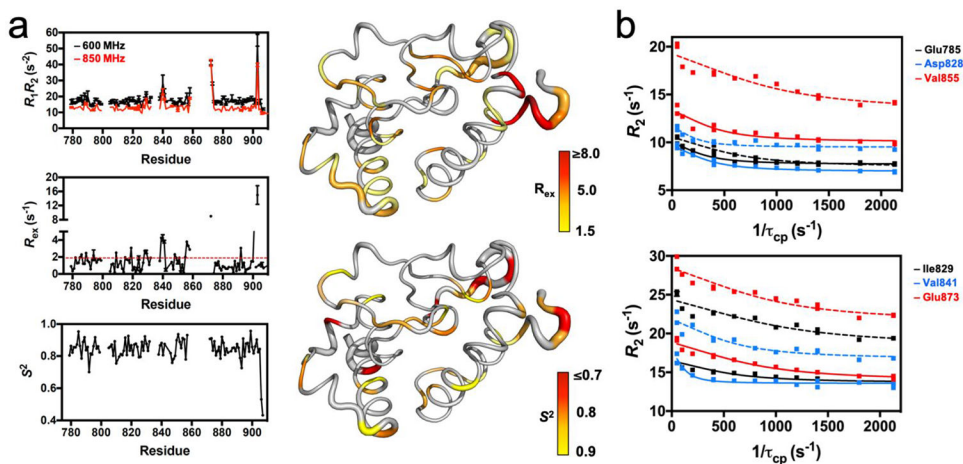 a
60
50
40
30
20
10
0
R₁R₂ (s⁻²)
600 MHz
850 MHz
780 800 820 840 860 880 900
Residue
20
16
12
8
5
4
3
2
1
0
Rex (s⁻¹)
780 800 820 840 860 880 900
Residue
1.0
0.8
0.6
0.4
S²
780 800 820 840 860 880 900
Residue
≥8.0
Rex
5.0
1.5
≤0.7
S²
0.8
0.9
b
20
15
10
5
R₂ (s⁻¹)
Glu785
Asp828
Val855
0 500 1000 1500 2000
1/τcp (s⁻¹)
30
25
20
15
10
R₂ (s⁻¹)
Ile829
Val841
Glu873
0 500 1000 1500 2000
1/τcp (s⁻¹)